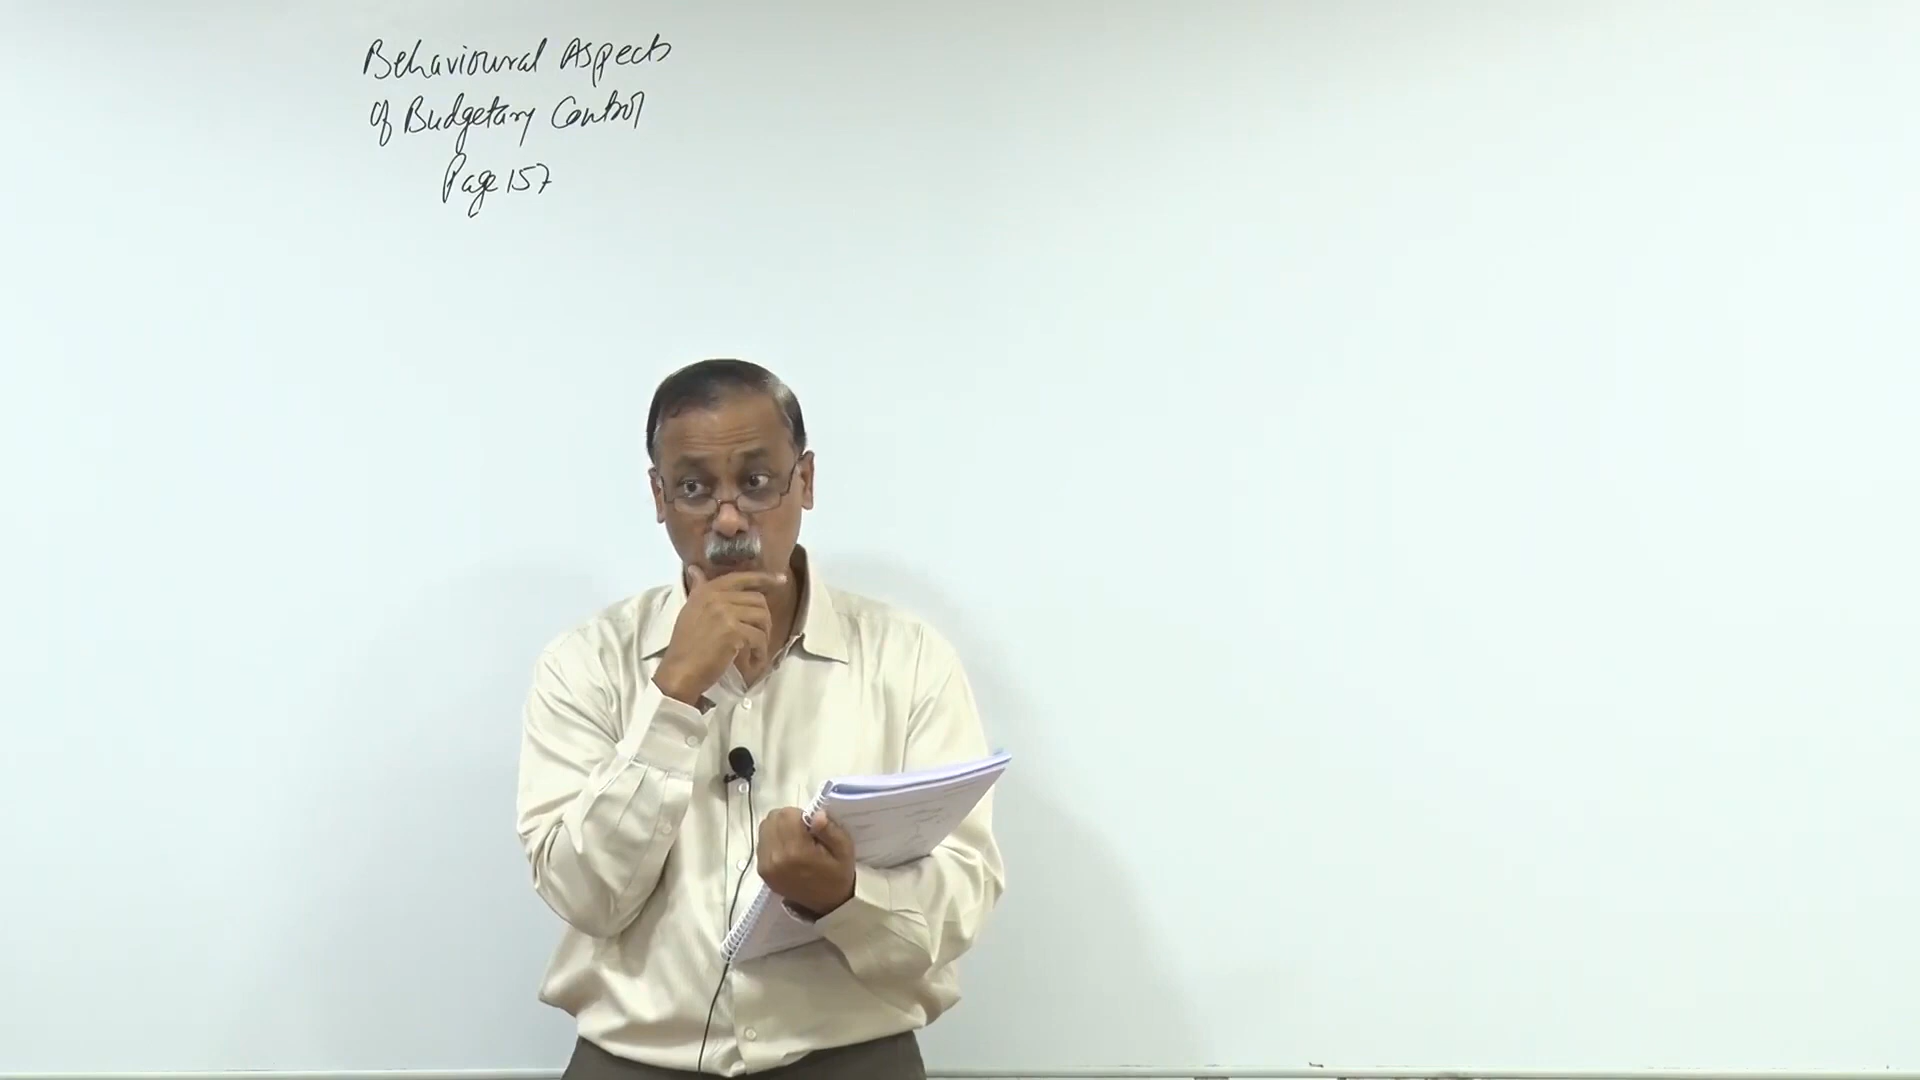 Behavioural Aspects
of Budgetary Control
Page 157